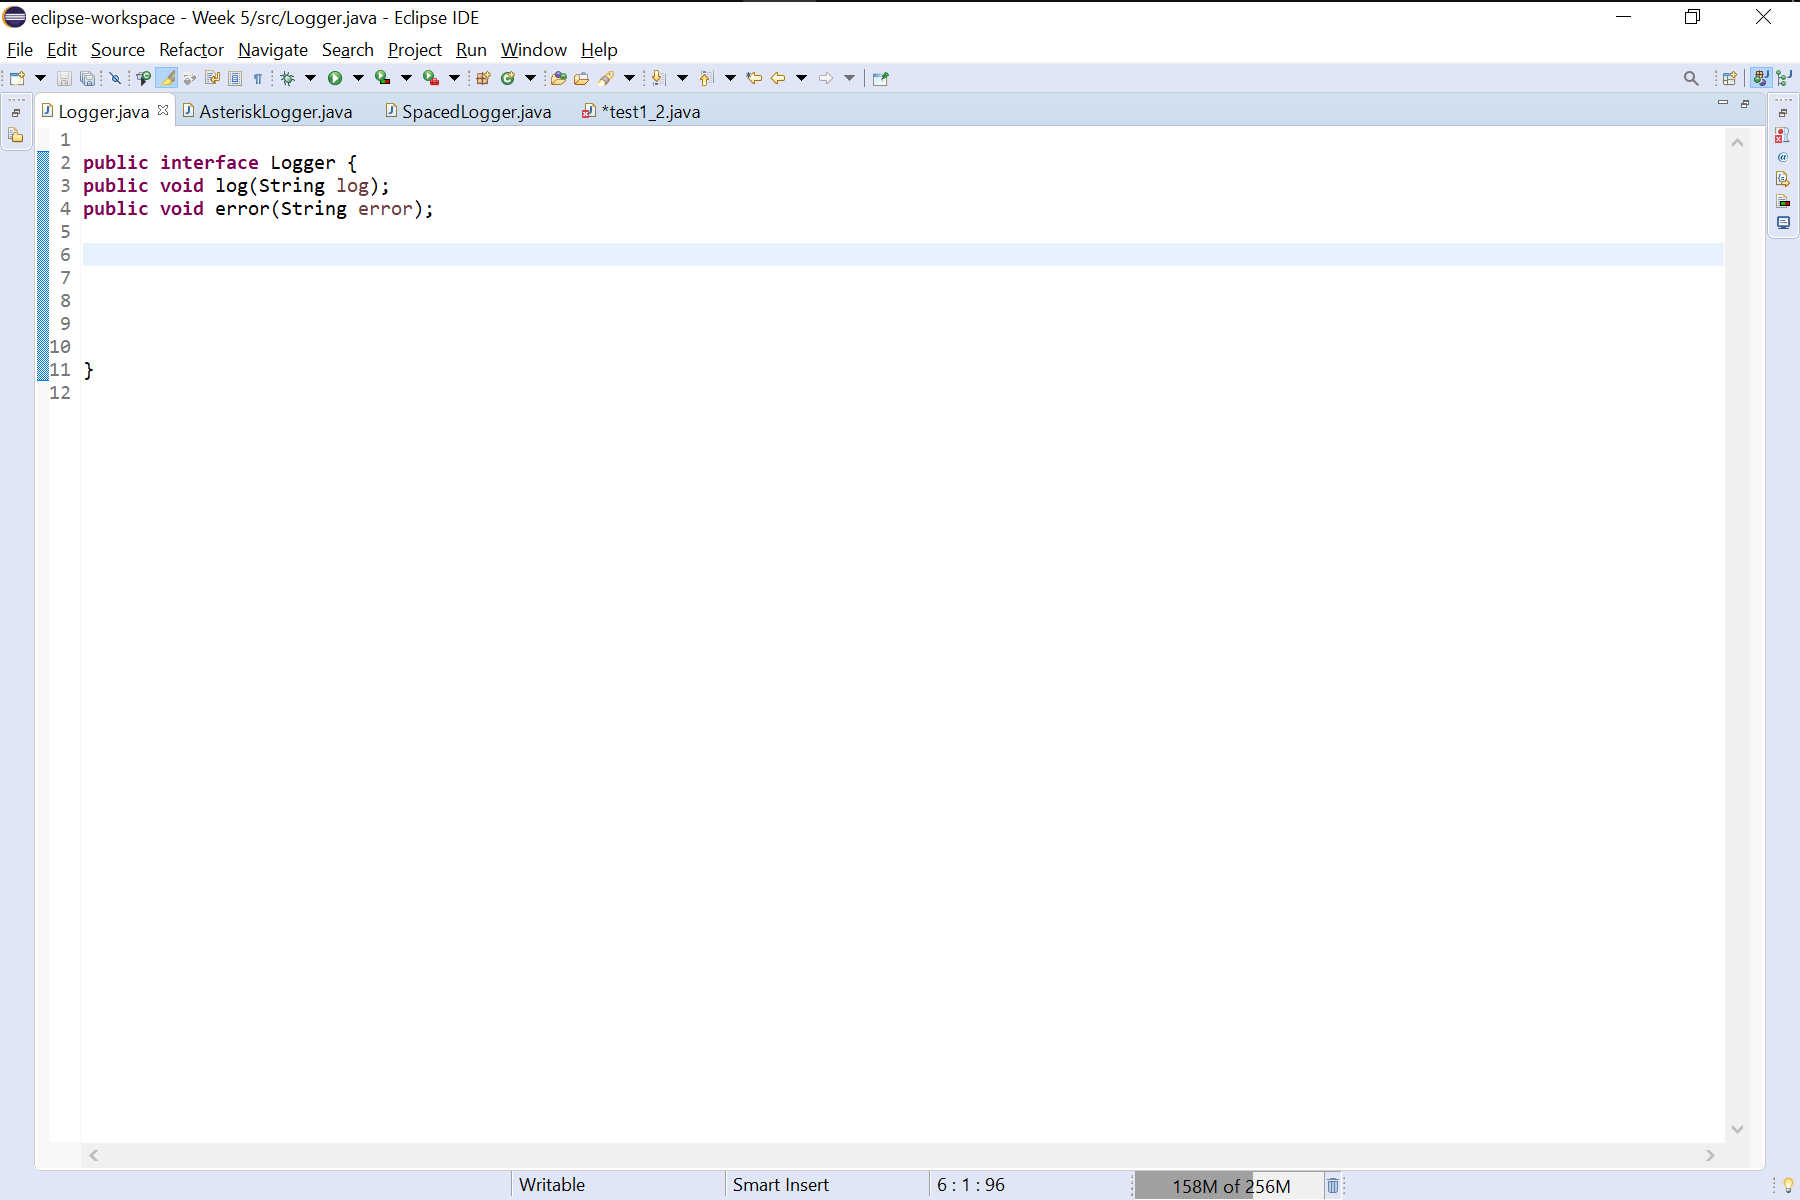 eclipse-workspace - Week 5/src/Logger.java - Eclipse IDE
File Edit Source Refactor Navigate Search Project Run Window Help
Logger.java AsteriskLogger.java SpacedLogger.java *test1_2.java
1
2 public interface Logger {
3 public void log(String log);
4 public void error(String error);
5
6
7
8
9
10
11 }
12
Writable Smart Insert 6 : 1 : 96 158M of 256M